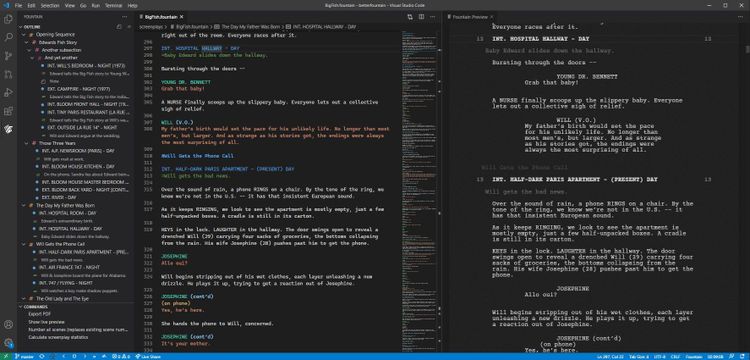 File Edit Selection View Go Run Terminal Help
BigFish.fountain - betterfountain - Visual Studio Code
FOUNTAIN
OUTLINE
# Opening Sequence
# Edwards Fish Story
# Another subsection
# And yet another
INT. WILL'S BEDROOM - NIGHT (1973)
Edward tells the Big Fish story to Young W
Note
EXT. CAMPFIRE - NIGHT (1977)
Edward tells the Big Fish story to the India
INT. BLOOM FRONT HALL - NIGHT (19
INT. TINY PARIS RESTAURANT (LA RUE
Edward tells the Big Fish story at Will's we
EXT. OUTSIDE (LA RUE 14°) - NIGHT
Will and Edward argue at the wedding.
# Those Three Years
INT. A.P. NEWSROOM (PARIS) - DAY
Will gets mail at work.
INT. BLOOM HOUSE KITCHEN - DAY
On the phone, Sandra lies about Edward bein
INT. BLOOM HOUSE MASTER BEDROOM
EXT. BLOOM BACK YARD - NIGHT (CONTI
EXT. RIVER - DAY
# The Day My Father Was Born
INT. HOSPITAL ROOM - DAY
Edward's extraordinary birth.
INT. HOSPITAL HALLWAY - DAY
Baby Edward slides down the hallway.
# Will Gets the Phone Call
INT. HALF-DARK PARIS APARTMENT - (PRE
Will gets the bad news.
INT. AIR FRANCE 747 - NIGHT
Will & Josephine board the plane for Alabama.
INT. 747 / FLYING - NIGHT
Will watches a boy make shadow puppets.
# The Old Lady and The Eye
COMMANDS
Export PDF
Show live preview
Number all scenes (replaces existing scene num
Calculate screenplay statistics
BigFish.fountain
screenplays > BigFish.fountain > # The Day My Father Was Born > INT. HOSPITAL HALLWAY - DAY
right out of the room. Everyone races after it.
INT. HOSPITAL HALLWAY - DAY
=Baby Edward slides down the hallway.
Bursting through the doors --
YOUNG DR. BENNETT
Grab that baby!
A NURSE finally scoops up the slippery baby. Everyone lets out a collective
sigh of relief.
WILL (V.O.)
My father's birth would set the pace for his unlikely life. No longer than most
men's, but larger. And as strange as his stories got, the endings were always
the most surprising of all.
#Will Gets the Phone Call
INT. HALF-DARK PARIS APARTMENT - (PRESENT) DAY
=Will gets the bad news.
Over the sound of rain, a phone RINGS on a chair. By the tone of the ring, we
know we're not in the U.S. -- it has that insistent European sound.
As it keeps RINGING, we look to see the apartment is mostly empty, just a few
half-unpacked boxes. A cradle is still in its carton.
KEYS in the lock. LAUGHTER in the hallway. The door swings open to reveal a
drenched Will (29) carrying four sacks of groceries, the bottoms collapsing
from the rain. His wife Josephine (28) pushes past him to get the phone.
JOSEPHINE
Allo oui?
Will begins stripping out of his wet clothes, each layer unleashing a new
drizzle. He plays it up, trying to get a reaction out of Josephine.
JOSEPHINE (cont'd)
(on phone)
Yes, he's here.
She hands the phone to Will, concerned.
JOSEPHINE (cont'd)
It's your mother.
Fountain Preview
Everyone races after it.
12 INT. HOSPITAL HALLWAY - DAY 12
Baby Edward slides down the hallway.
Bursting through the doors --
YOUNG DR. BENNETT
Grab that baby!
A NURSE finally scoops up the slippery baby. Everyone
lets out a collective sigh of relief.
WILL (V.O.)
My father's birth would set the pace
for his unlikely life. No longer
than most men's, but larger. And as
strange as his stories got, the
endings were always the most
surprising of all.
Will Gets the Phone Call
13 INT. HALF-DARK PARIS APARTMENT - (PRESENT) DAY 13
Will gets the bad news.
Over the sound of rain, a phone RINGS on a chair. By the
tone of the ring, we know we're not in the U.S. -- it
has that insistent European sound.
As it keeps RINGING, we look to see the apartment is
mostly empty, just a few half-unpacked boxes. A cradle
is still in its carton.
KEYS in the lock. LAUGHTER in the hallway. The door
swings open to reveal a drenched Will (29) carrying four
sacks of groceries, the bottoms collapsing from the
rain. His wife Josephine (28) pushes past him to get the
phone.
JOSEPHINE
Allo oui?
Will begins stripping out of his wet clothes, each layer
unleashing a new drizzle. He plays it up, trying to get
a reaction out of Josephine.
JOSEPHINE (cont'd)
(on phone)
Yes, he's here.
master
Live Share
Ln 297, Col 22
Tab Size: 4
Fountain